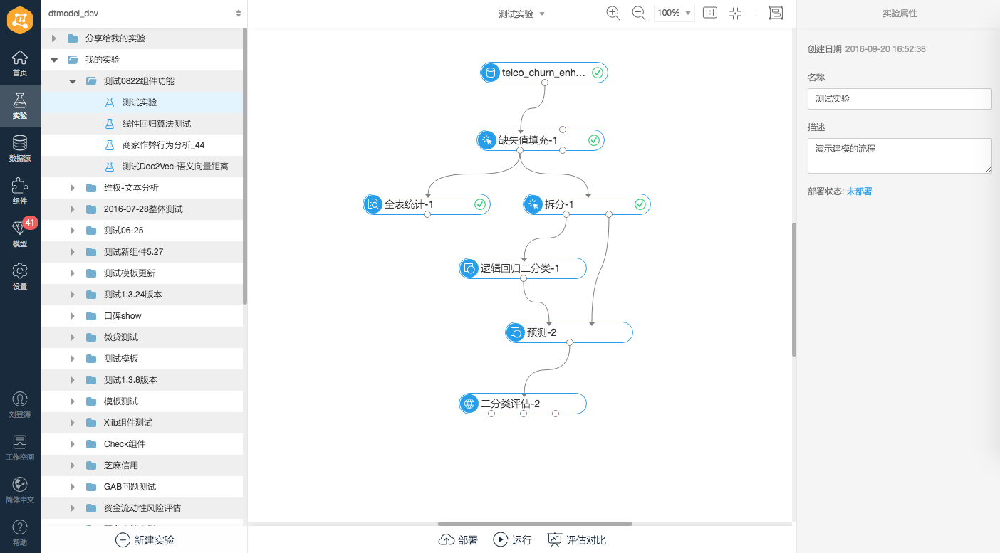 dtmodel_dev
首页
实验
数据源
组件
41
模型
设置
刘登涛
工作空间
简体中文
帮助
分享给我的实验
我的实验
测试0822组件功能
测试实验
线性回归算法测试
商家作弊行为分析_44
测试Doc2Vec-语义向量距离
维权-文本分析
2016-07-28整体测试
测试06-25
测试新组件5.27
测试模板更新
测试1.3.24版本
口碑show
微贷测试
测试模板
测试1.3.8版本
模板测试
Xlib组件测试
Check组件
芝麻信用
GAB问题测试
资金流动性风险评估
新建实验
测试实验
100%
telco_churn_enh...
缺失值填充-1
全表统计-1
拆分-1
逻辑回归二分类-1
预测-2
二分类评估-2
部署
运行
评估对比
实验属性
创建日期 2016-09-20 16:52:38
名称
测试实验
描述
演示建模的流程
部署状态: 未部署